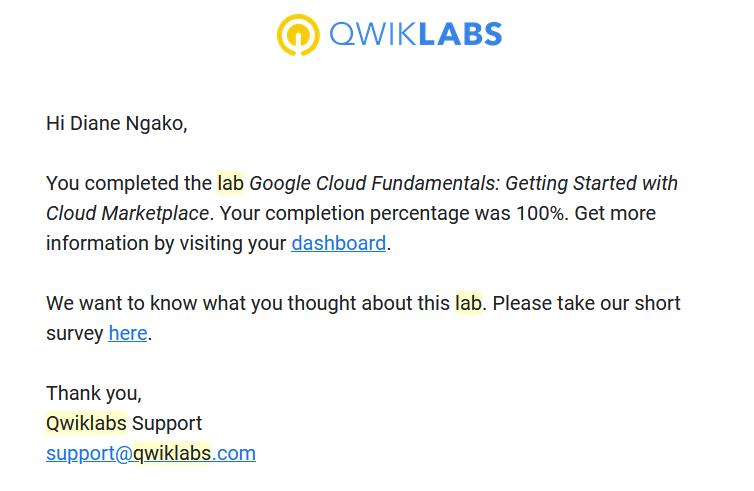 QWIKLABS
Hi Diane Ngako,
You completed the lab Google Cloud Fundamentals: Getting Started with
Cloud Marketplace. Your completion percentage was 100%. Get more
information by visiting your dashboard.
We want to know what you thought about this lab. Please take our short
survey here.
Thank you,
Qwiklabs Support
support@qwiklabs.com